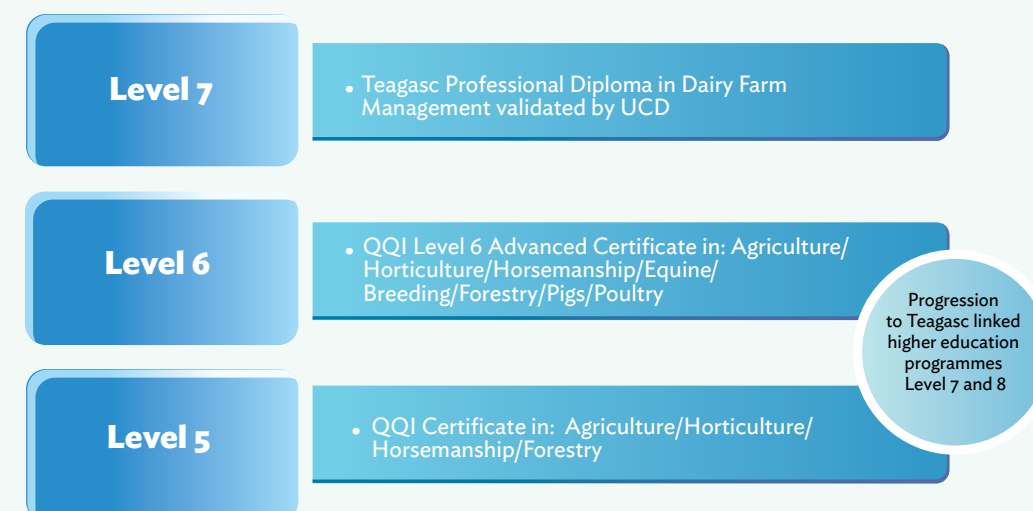 Level 7
• Teagasc Professional Diploma in Dairy Farm
Management validated by UCD
Level 6
• QQI Level 6 Advanced Certificate in: Agriculture/
Horticulture/Horsemanship/Equine/
Breeding/Forestry/Pigs/Poultry
Progression
to Teagasc linked
higher education
programmes
Level 7 and 8
Level 5
• QQI Certificate in: Agriculture/Horticulture/
Horsemanship/Forestry